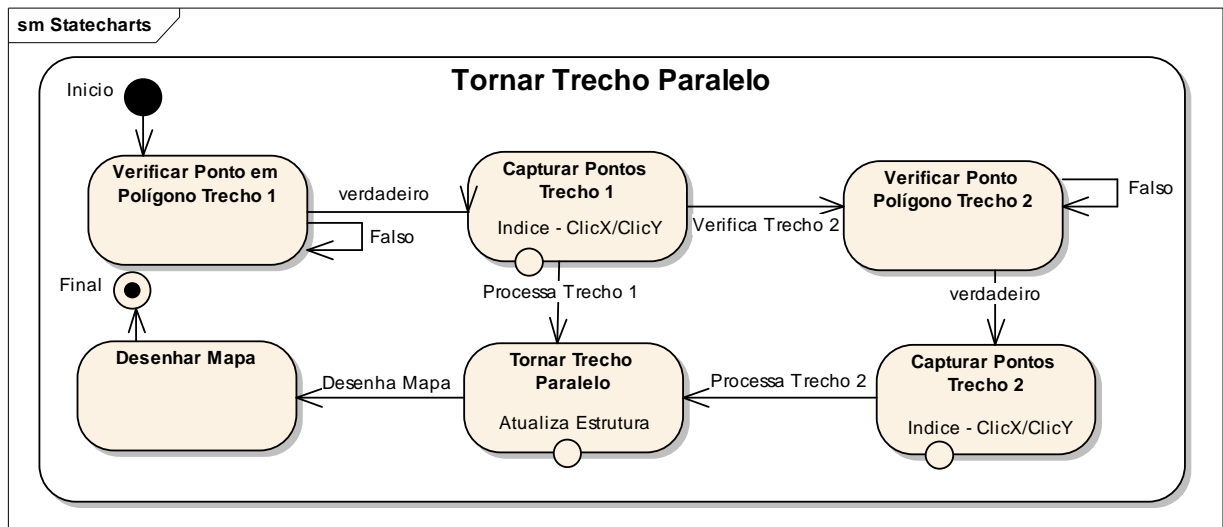 sm Statecharts
Tornar Trecho Paralelo
Inicio
Verificar Ponto em
Polígono Trecho 1
verdadeiro
Falso
Capturar Pontos
Trecho 1
Indice - ClicX/ClicY
Verifica Trecho 2
Verificar Ponto
Polígono Trecho 2
Falso
Processa Trecho 1
verdadeiro
Final
Desenhar Mapa
Desenha Mapa
Tornar Trecho
Paralelo
Atualiza Estrutura
Processa Trecho 2
Capturar Pontos
Trecho 2
Indice - ClicX/ClicY